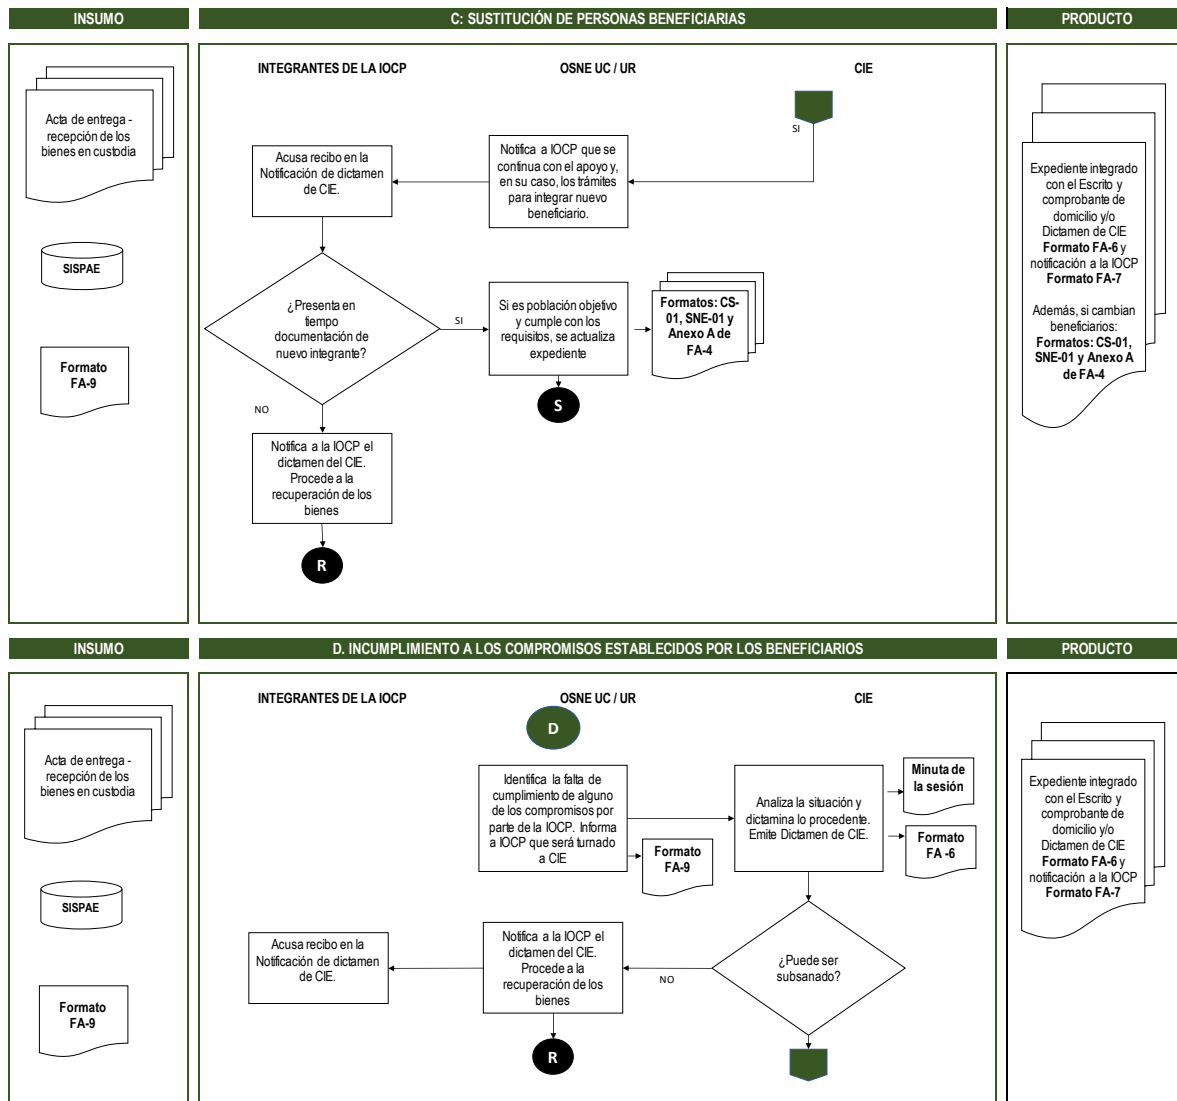 INSUMO
C: SUSTITUCIÓN DE PERSONAS BENEFICIARIAS
PRODUCTO
INTEGRANTES DE LA IOCP
OSNE UC / UR
CIE
Acta de entrega -
recepción de los
bienes en custodia
SISPAE
Formato
FA-9
SI
Notifica a IOCP que se
continua con el apoyo y,
en su caso, los trámites
para integrar nuevo
beneficiario.
Acusa recibo en la
Notificación de dictamen
de CIE.
¿Presenta en
tiempo
documentación de
nuevo integrante?
SI
Si es población objetivo
y cumple con los
requisitos, se actualiza
expediente
Formatos: CS-
01, SNE-01 y
Anexo A de
FA-4
S
NO
Notifica a la IOCP el
dictamen del CIE.
Procede a la
recuperación de los
bienes
R
Expediente integrado
con el Escrito y
comprobante de
domicilio y/o
Dictamen de CIE
Formato FA-6 y
notificación a la IOCP
Formato FA-7
Además, si cambian
beneficiarios:
Formatos: CS-01,
SNE-01 y Anexo A
de FA-4
INSUMO
D. INCUMPLIMIENTO A LOS COMPROMISOS ESTABLECIDOS POR LOS BENEFICIARIOS
PRODUCTO
INTEGRANTES DE LA IOCP
OSNE UC / UR
CIE
Acta de entrega -
recepción de los
bienes en custodia
SISPAE
Formato
FA-9
D
Identifica la falta de
cumplimiento de alguno
de los compromisos por
parte de la IOCP. Informa
a IOCP que será turnado
a CIE
Formato
FA-9
Analiza la situación y
dictamina lo procedente.
Emite Dictamen de CIE.
Minuta de
la sesión
Formato
FA -6
¿Puede ser
subsanado?
NO
Notifica a la IOCP el
dictamen del CIE.
Procede a la
recuperación de los
bienes
Acusa recibo en la
Notificación de dictamen
de CIE.
R
Expediente integrado
con el Escrito y
comprobante de
domicilio y/o
Dictamen de CIE
Formato FA-6 y
notificación a la IOCP
Formato FA-7